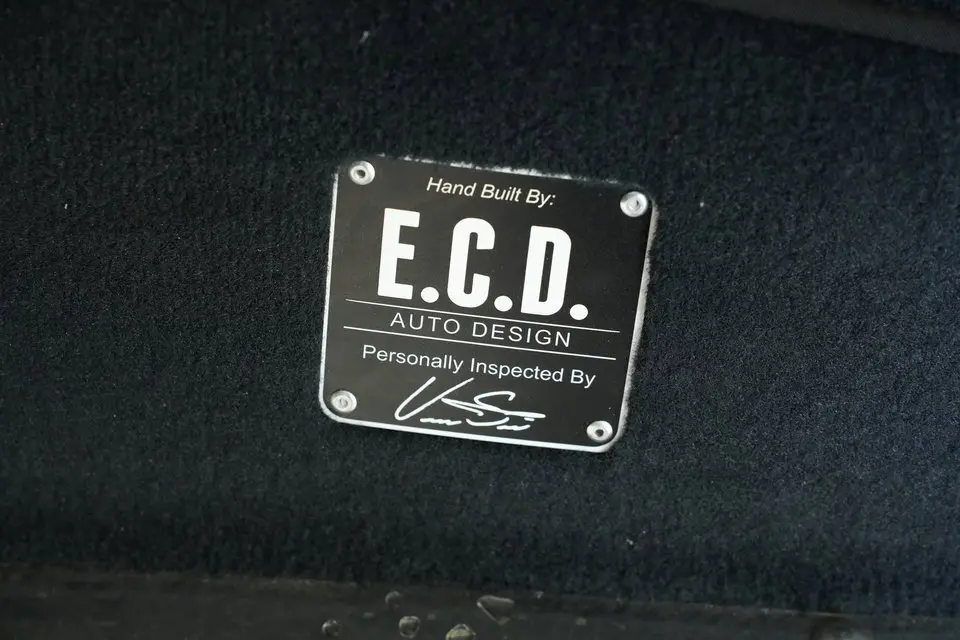 Hand Built By:
E.C.D.
AUTO DESIGN
Personally Inspected By